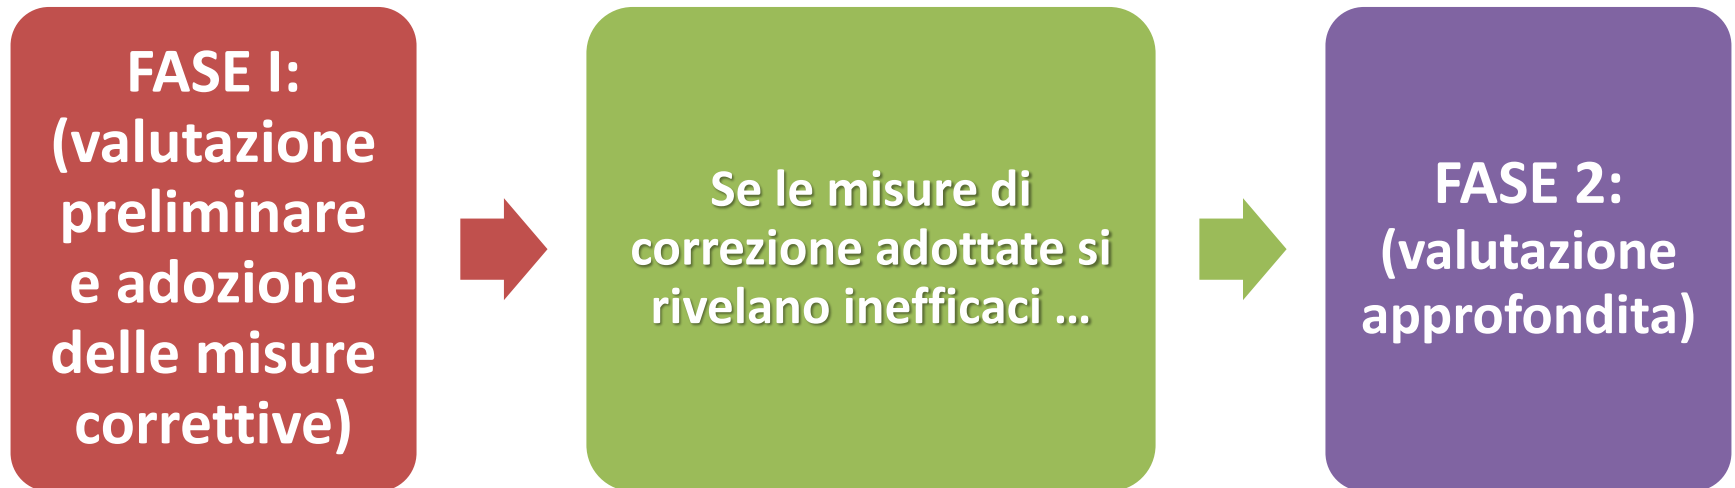 FASE I:
(valutazione
preliminare
e adozione
delle misure
correttive)
Se le misure di
correzione adottate si
rivelano inefficaci ...
FASE 2:
(valutazione
approfondita)